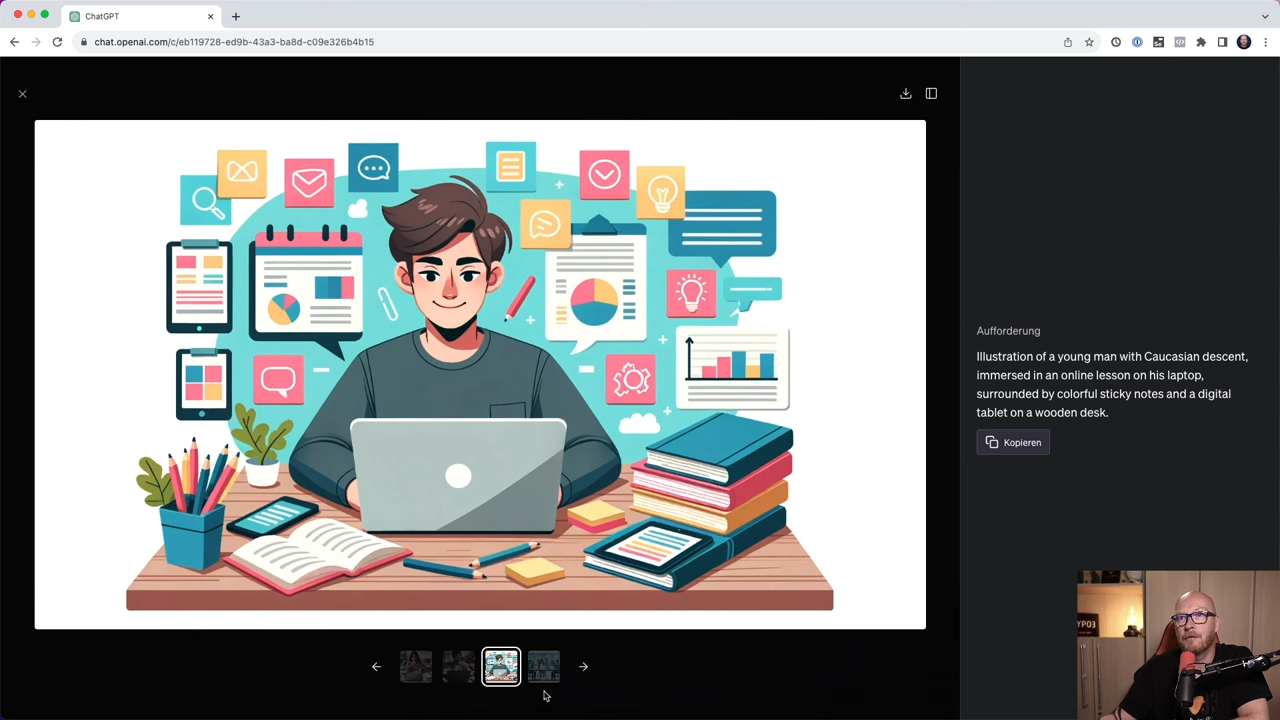 ChatGPT
chat.openai.com/c/eb119728-ed9b-43a3-ba8d-c09e326b4b15
Aufforderung
Illustration of a young man with Caucasian descent,
immersed in an online lesson on his laptop,
surrounded by colorful sticky notes and a digital
tablet on a wooden desk.
Kopieren
YPO3